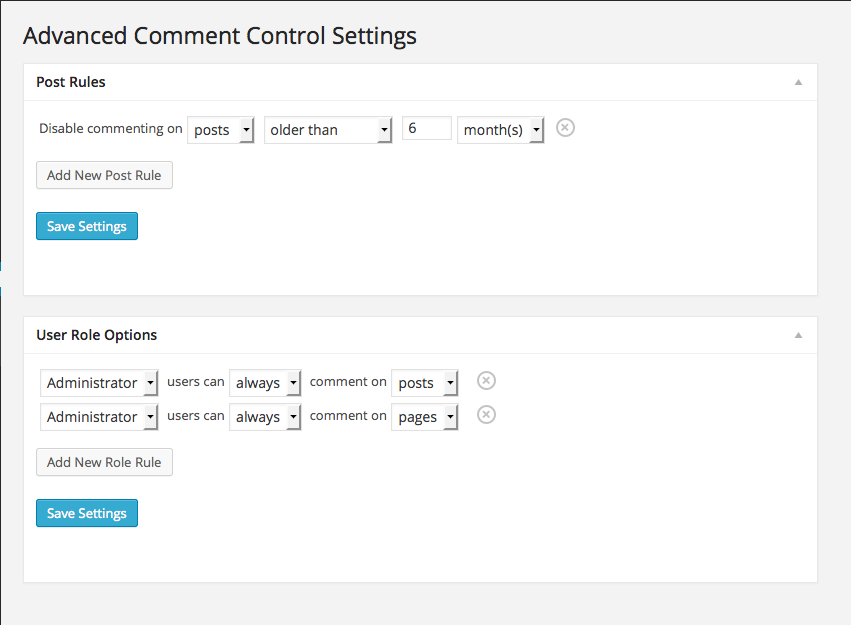 Advanced Comment Control Settings
Post Rules
Disable commenting on posts older than 6 month(s)
Add New Post Rule
Save Settings
User Role Options
Administrator users can always comment on posts
Administrator users can always comment on pages
Add New Role Rule
Save Settings